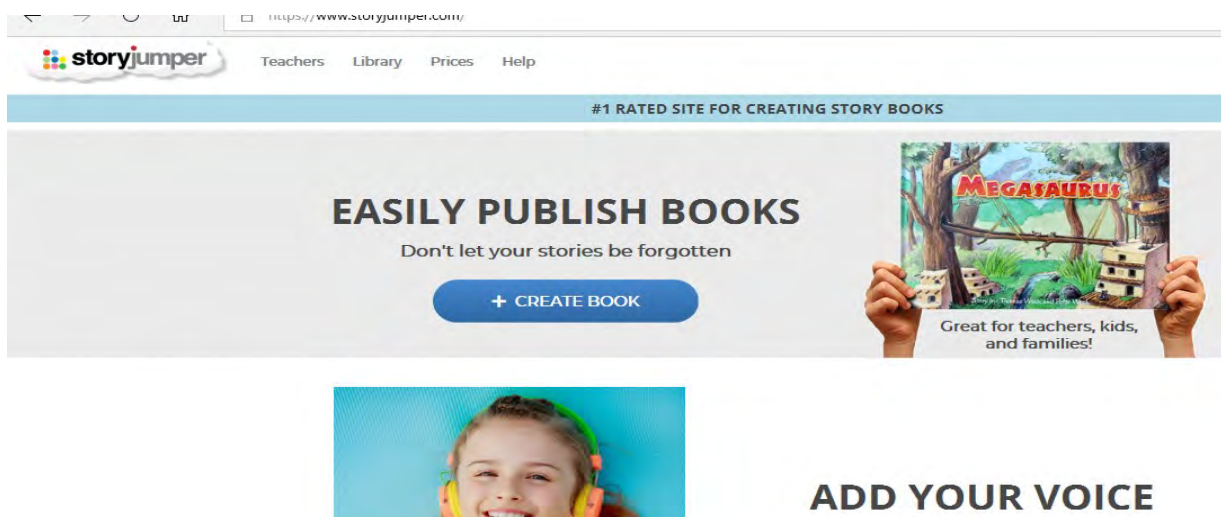 https://www.storyjumper.com/
storyjumper
Teachers Library Prices Help
#1 RATED SITE FOR CREATING STORY BOOKS
MEGASAURUS
EASILY PUBLISH BOOKS
Don't let your stories be forgotten
+ CREATE BOOK
Great for teachers, kids,
and families!
ADD YOUR VOICE